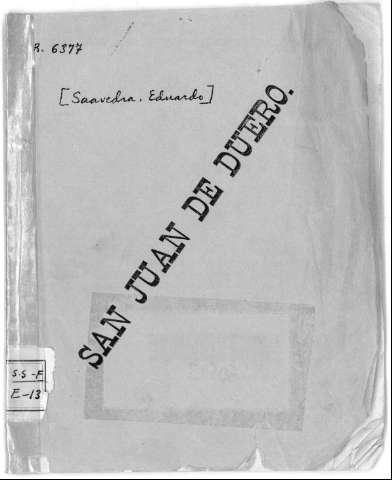 R. 6377
[Saavedra, Eduardo]
SAN JUAN DE DUERO.
S.S-F
E-13